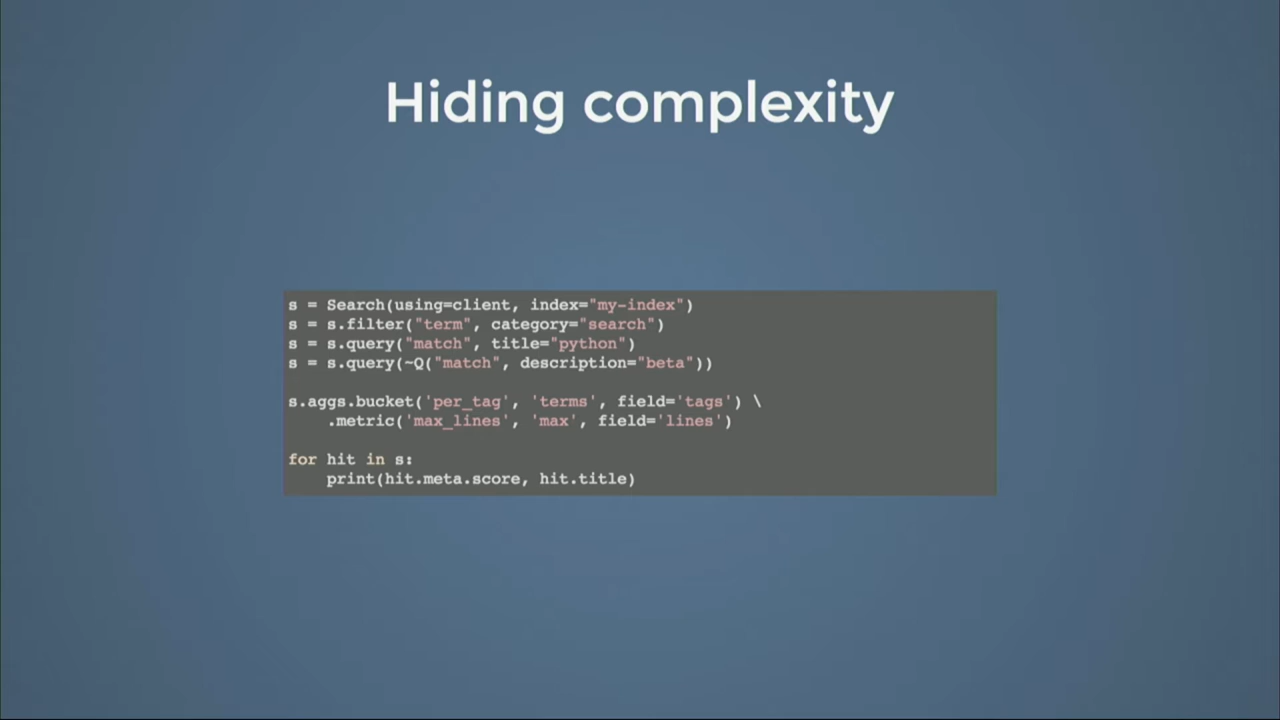 Hiding complexity
s = Search(using=client, index="my-index")
s = s.filter("term", category="search")
s = s.query("match", title="python")
s = s.query(~Q("match", description="beta"))
s.aggs.bucket('per_tag', 'terms', field='tags') \
    .metric('max_lines', 'max', field='lines')
for hit in s:
    print(hit.meta.score, hit.title)